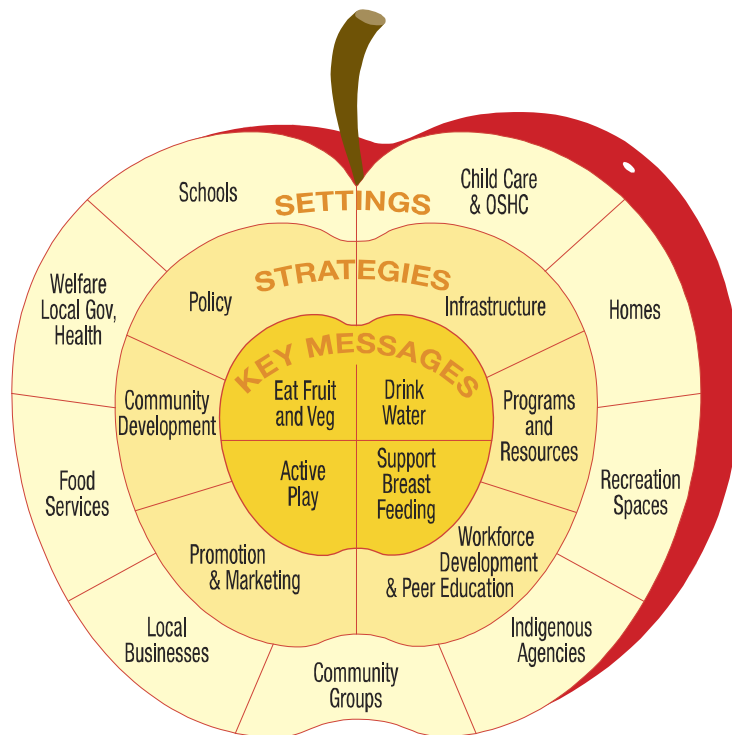 SETTINGS
Schools
Child Care
& OSHC
Welfare
Local Gov,
Health
Homes
Food
Services
Recreation
Spaces
Local
Businesses
Indigenous
Agencies
Community
Groups
STRATEGIES
Policy
Infrastructure
Community
Development
Programs
and
Resources
Promotion
& Marketing
Workforce
Development
& Peer Education
KEY MESSAGES
Eat Fruit
and Veg
Drink
Water
Active
Play
Support
Breast
Feeding